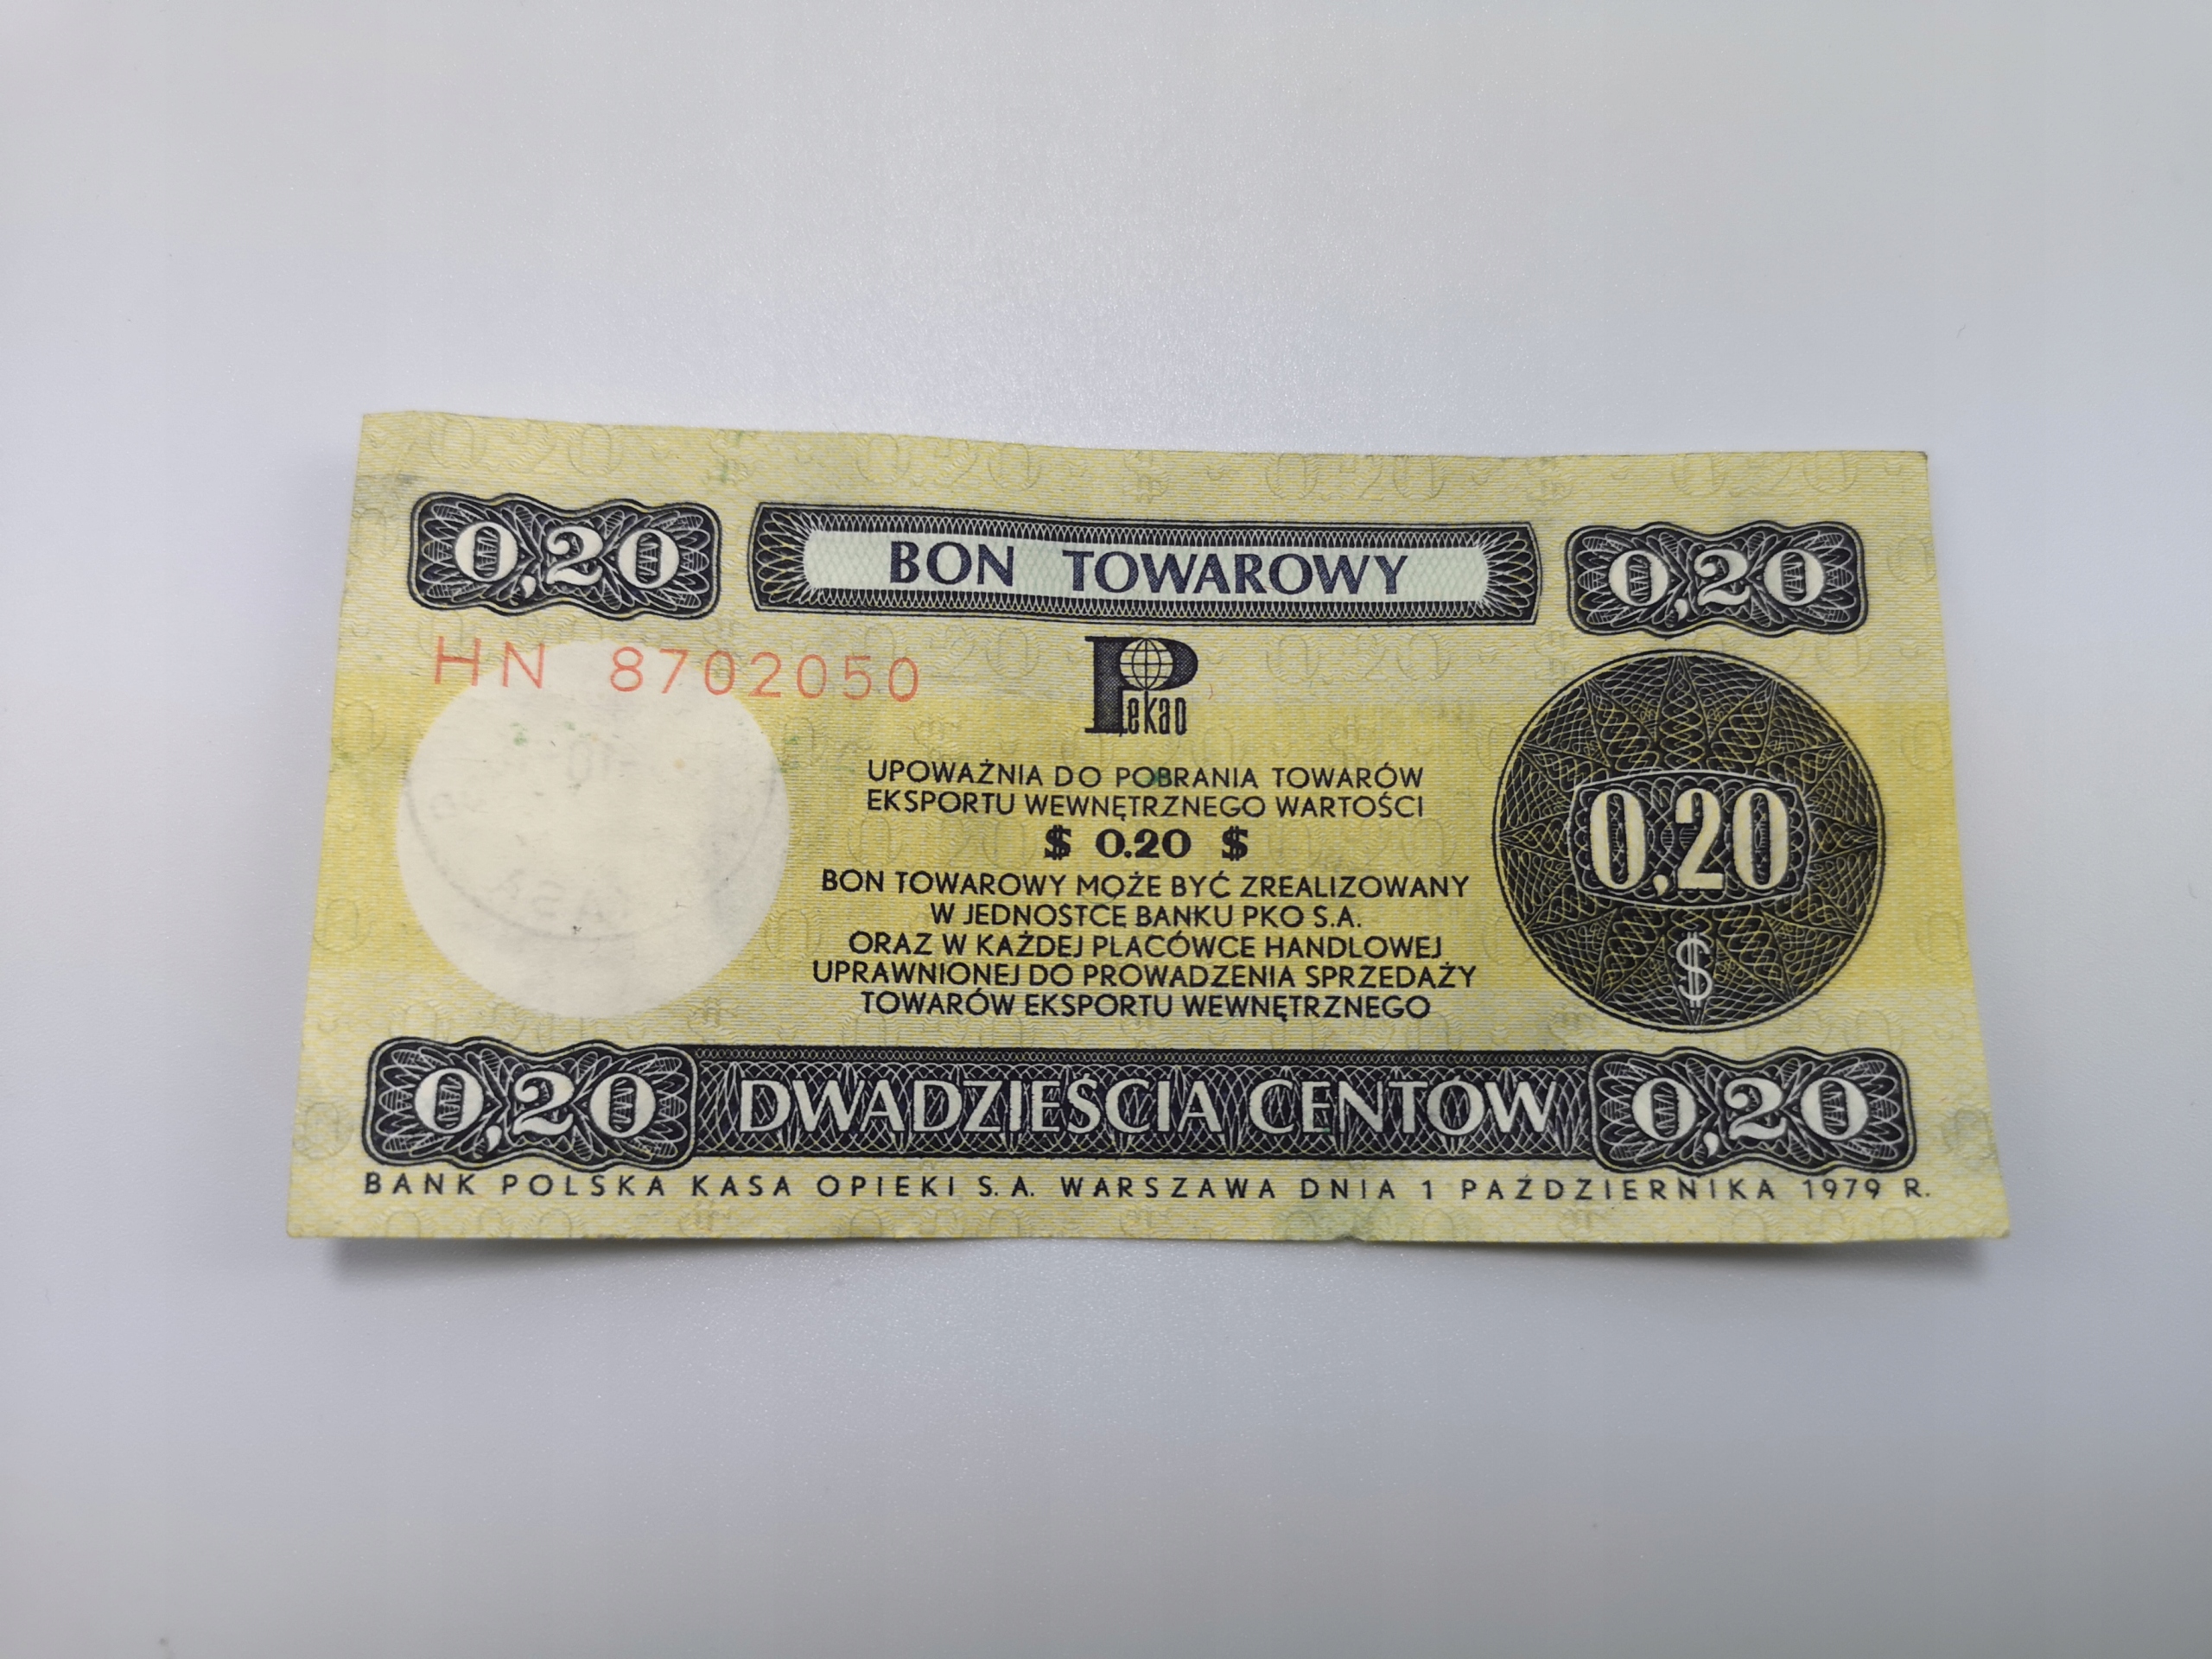 0,20 BON TOWAROWY 0,20
HN 8702050
Pekao
UPOWAŻNIA DO POBRANIA TOWARÓW
EKSPORTU WEWNĘTRZNEGO WARTOŚCI
$ 0.20 $
BON TOWAROWY MOŻE BYĆ ZREALIZOWANY
W JEDNOSTCE BANKU PKO S.A.
ORAZ W KAŻDEJ PLACÓWCE HANDLOWEJ
UPRAWNIONEJ DO PROWADZENIA SPRZEDAŻY
TOWARÓW EKSPORTU WEWNĘTRZNEGO
0,20
$
0,20 DWADZIEŚCIA CENTÓW 0,20
BANK POLSKA KASA OPIEKI S.A. WARSZAWA DNIA 1 PAŹDZIERNIKA 1979 R.